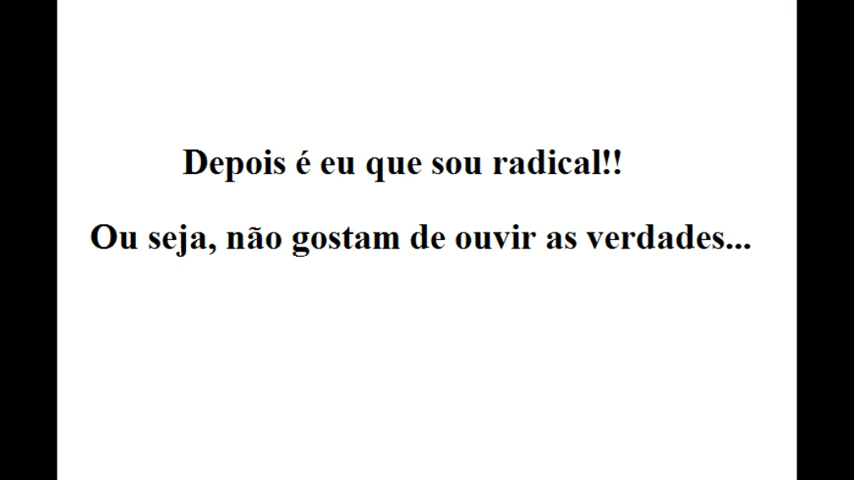 Depois é eu que sou radical!!
Ou seja, não gostam de ouvir as verdades...